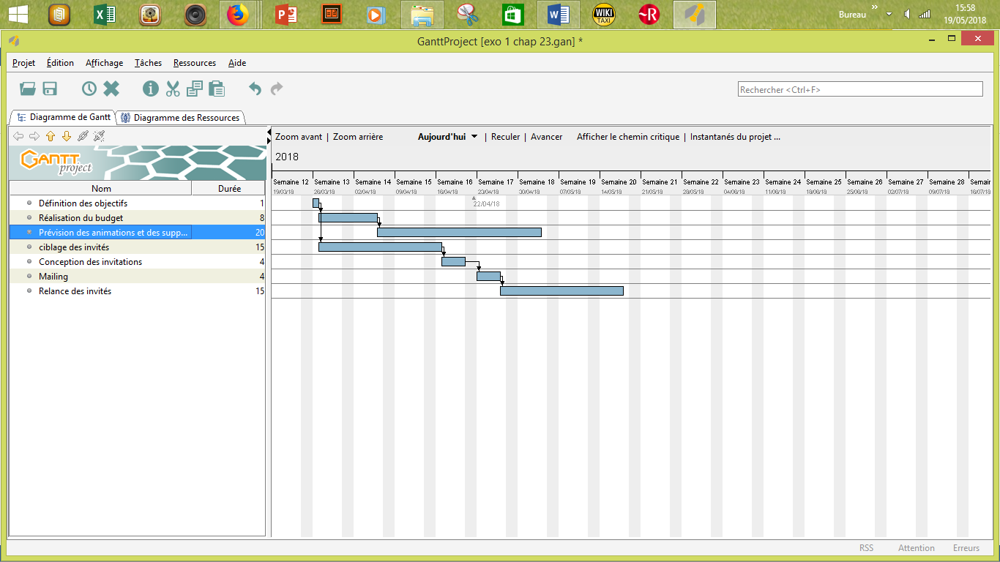 Bureau
»
15:58
19/05/2018
WIKI
TAXI
GanttProject [exo 1 chap 23.gan] *
Projet Édition Affichage Tâches Ressources Aide
Rechercher <Ctrl+F>
Diagramme de Gantt Diagramme des Ressources
Zoom avant | Zoom arrière Aujourd'hui | Reculer | Avancer Afficher le chemin critique | Instantanés du projet ...
GANTT
project
2018
Nom Durée
Semaine 12 Semaine 13 Semaine 14 Semaine 15 Semaine 16 Semaine 17 Semaine 18 Semaine 19 Semaine 20 Semaine 21 Semaine 22 Semaine 23 Semaine 24 Semaine 25 Semaine 26 Semaine 27 Semaine 28 Semain
19/03/18 26/03/18 02/04/18 09/04/18 16/04/18 23/04/18 30/04/18 07/05/18 14/05/18 21/05/18 28/05/18 04/06/18 11/06/18 18/06/18 25/06/18 02/07/18 09/07/18 16/07/18
22/04/18
Définition des objectifs 1
Réalisation du budget 8
Prévision des animations et des supp... 20
ciblage des invités 15
Conception des invitations 4
Mailing 4
Relance des invités 15
RSS Attention Erreurs